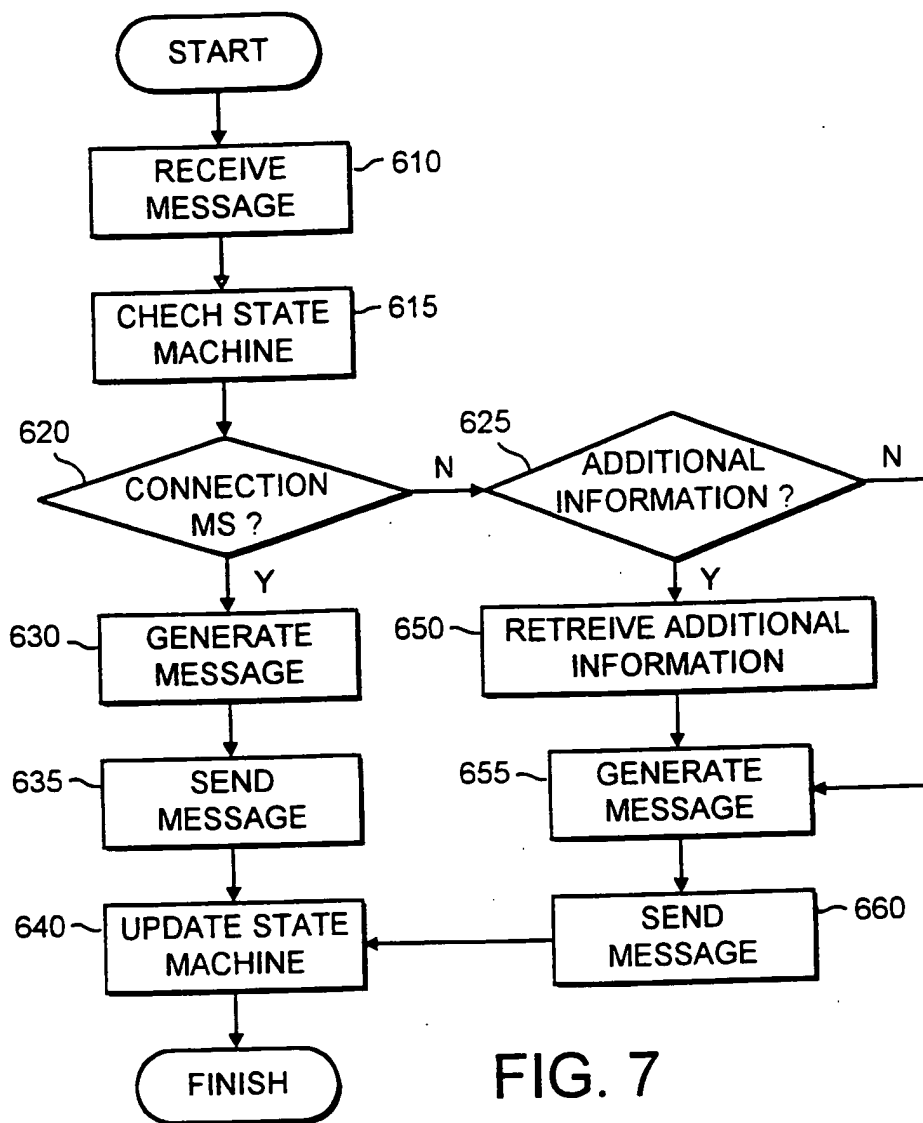 START
RECEIVE
MESSAGE
610
CHECH STATE
MACHINE
615
620
CONNECTION
MS ?
N
625
ADDITIONAL
INFORMATION ?
N
Y
Y
630
GENERATE
MESSAGE
650
RETREIVE ADDITIONAL
INFORMATION
635
SEND
MESSAGE
655
GENERATE
MESSAGE
640
UPDATE STATE
MACHINE
SEND
MESSAGE
660
FINISH
FIG. 7